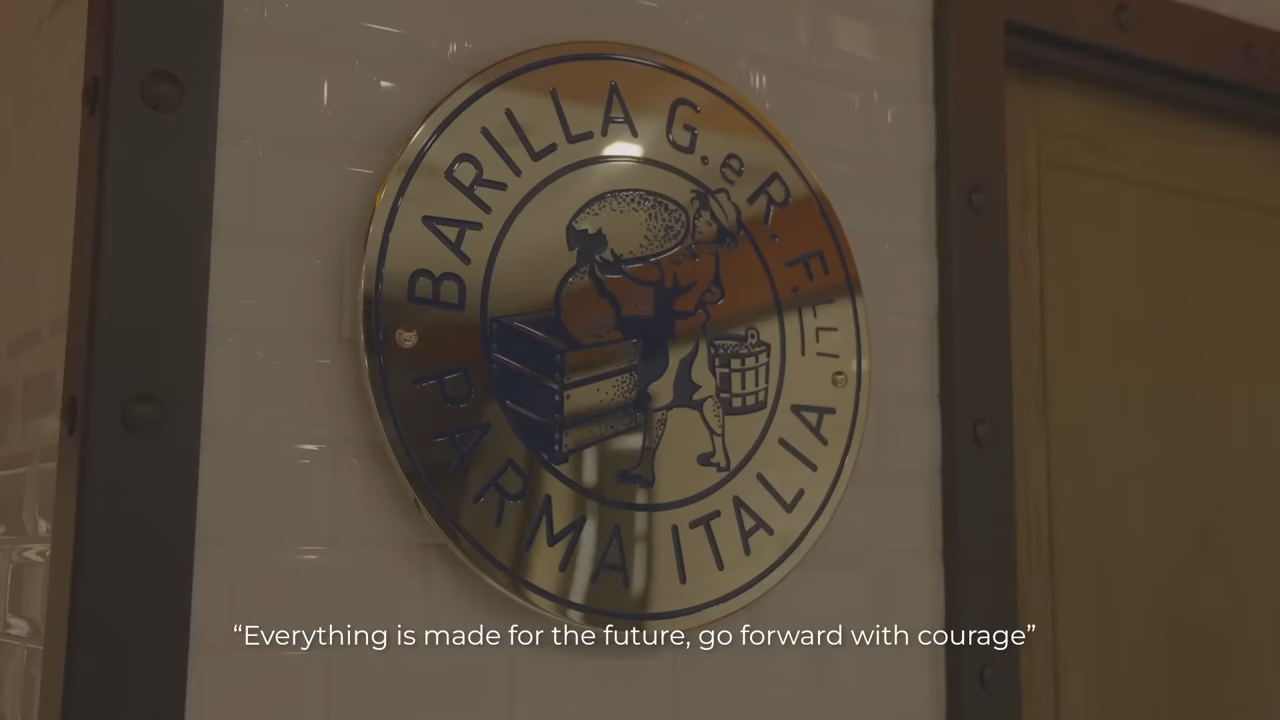 BARILLA G. e R. F.LLI
PARMA ITALIA
“Everything is made for the future, go forward with courage”